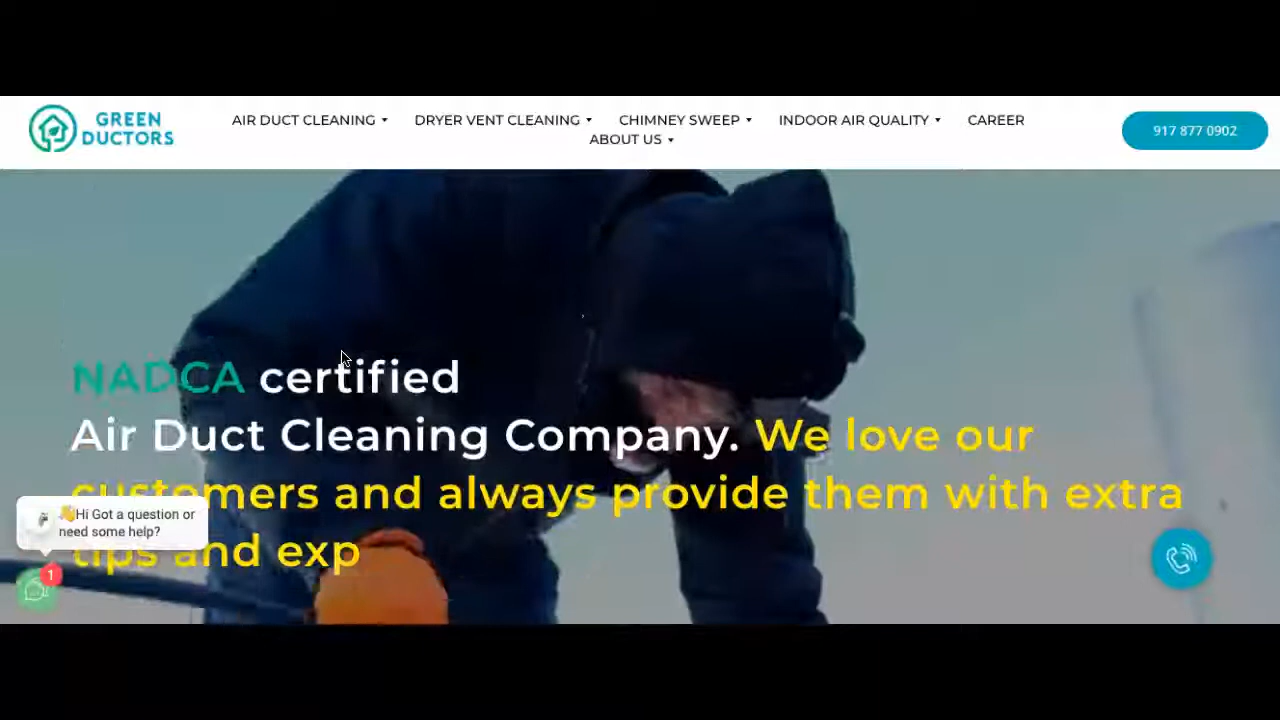 GREEN
DUCTORS
AIR DUCT CLEANING
DRYER VENT CLEANING
CHIMNEY SWEEP
INDOOR AIR QUALITY
CAREER
ABOUT US
917 877 0902
NADCA certified
Air Duct Cleaning Company. We love our
customers and always provide them with extra
tips and exp
👋Hi Got a question or
need some help?
1